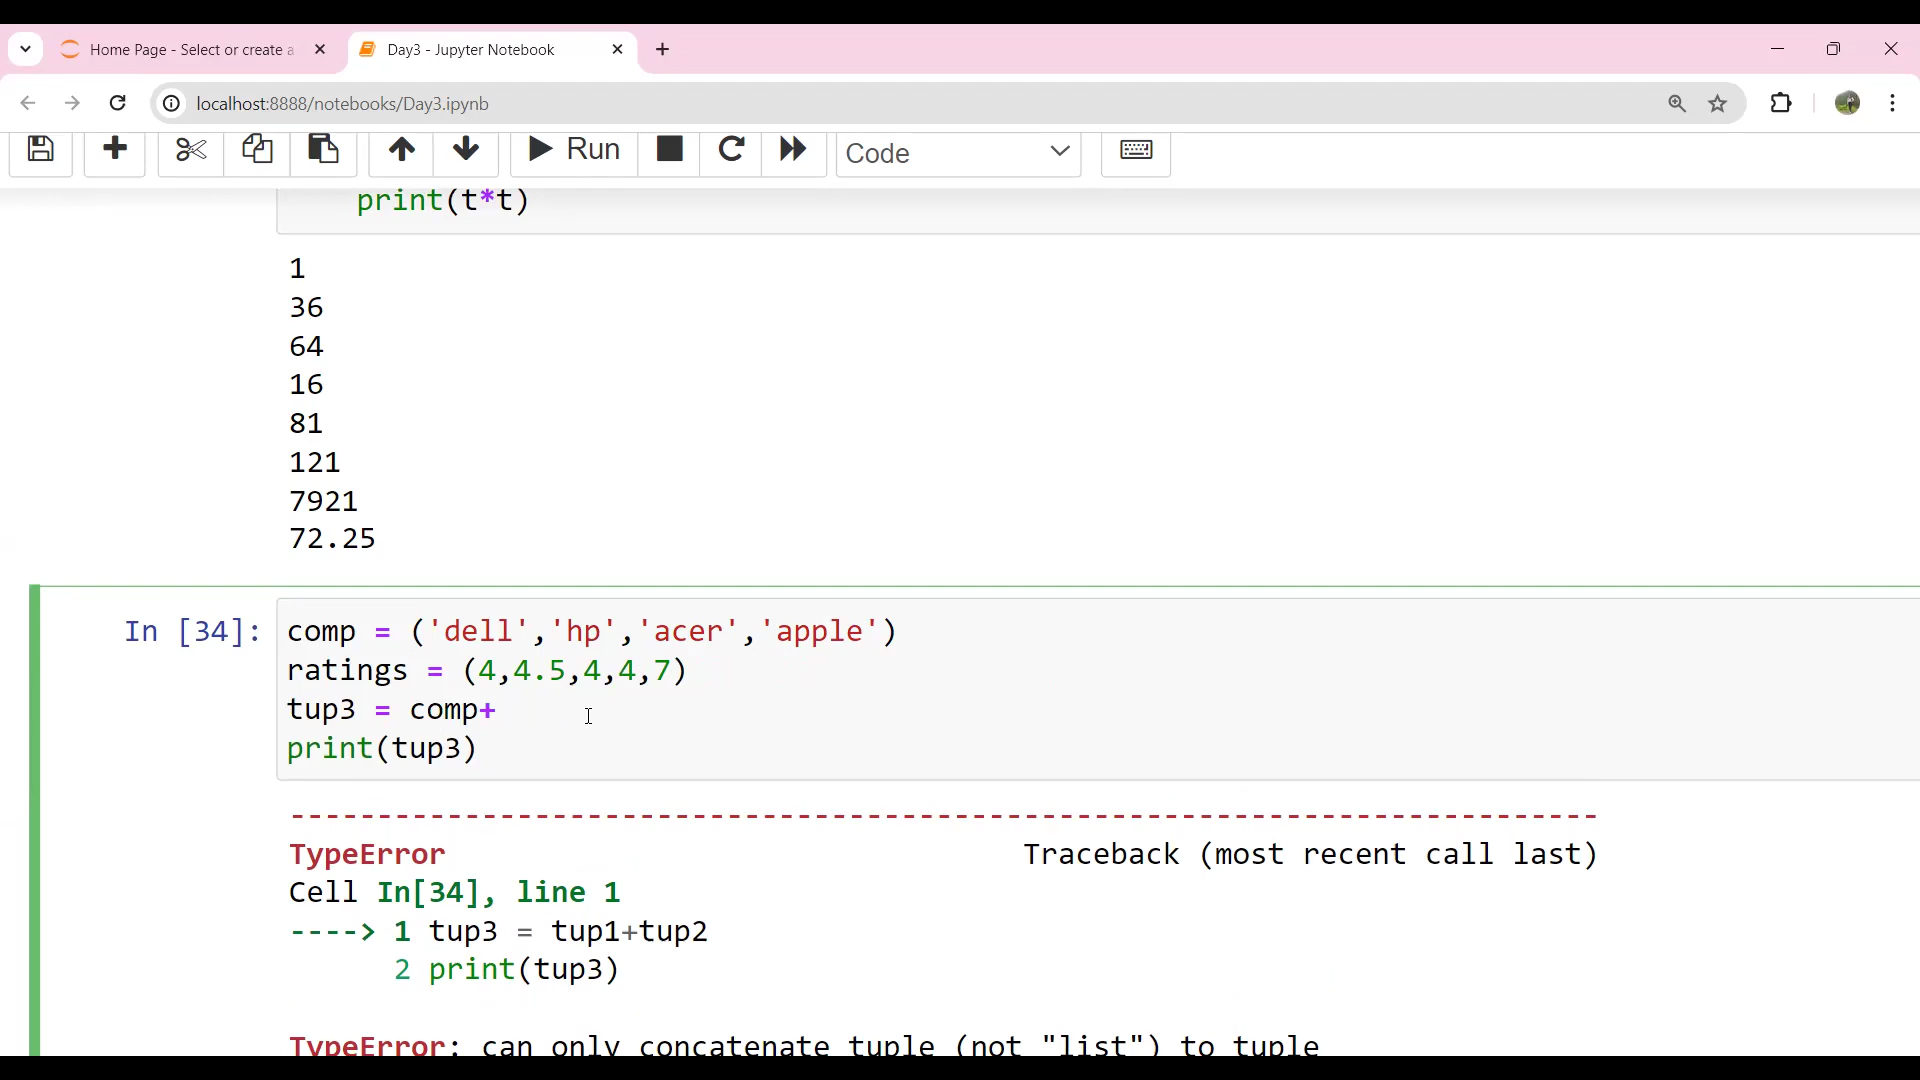 Home Page - Select or create a
Day3 - Jupyter Notebook
localhost:8888/notebooks/Day3.ipynb
Run
Code
print(t*t)
1
36
64
16
81
121
7921
72.25
In [34]:
comp = ('dell','hp','acer','apple')
ratings = (4,4.5,4,4,7)
tup3 = comp+
print(tup3)
---------------------------------------------------------------------------
TypeError Traceback (most recent call last)
Cell In[34], line 1
----> 1 tup3 = tup1+tup2
2 print(tup3)
TypeError: can only concatenate tuple (not "list") to tuple